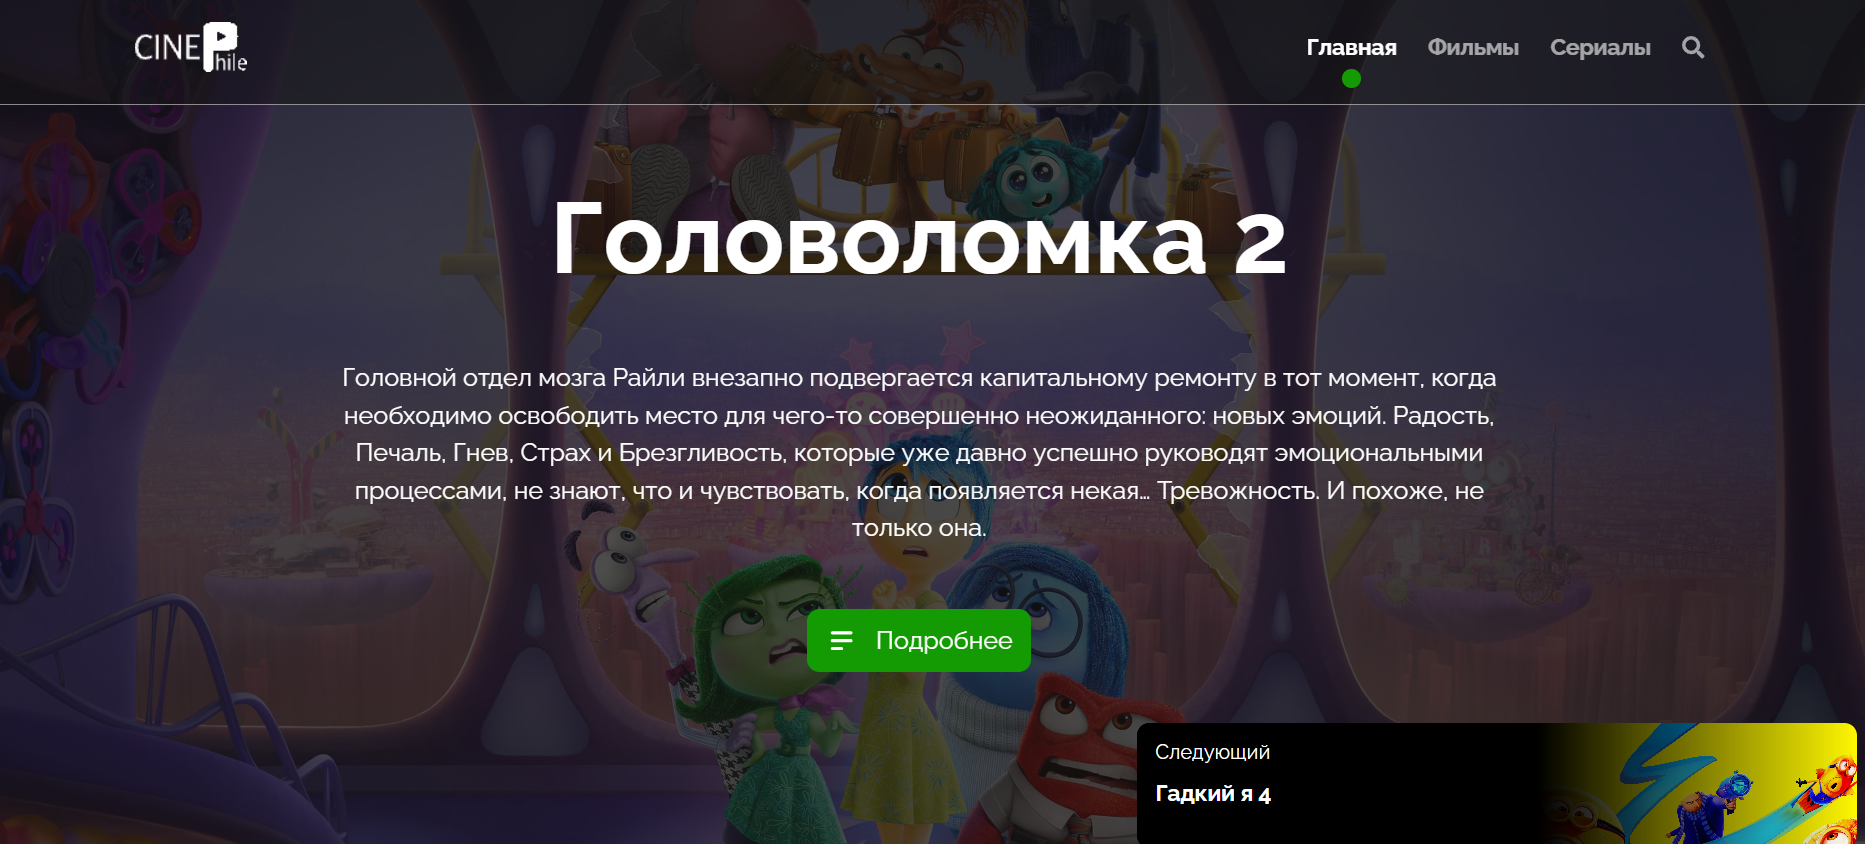 CINEPhile
Главная Фильмы Сериалы
Головоломка 2
Головной отдел мозга Райли внезапно подвергается капитальному ремонту в тот момент, когда
необходимо освободить место для чего-то совершенно неожиданного: новых эмоций. Радость,
Печаль, Гнев, Страх и Брезгливость, которые уже давно успешно руководят эмоциональными
процессами, не знают, что и чувствовать, когда появляется некая... Тревожность. И похоже, не
только она.
Подробнее
Следующий
Гадкий я 4